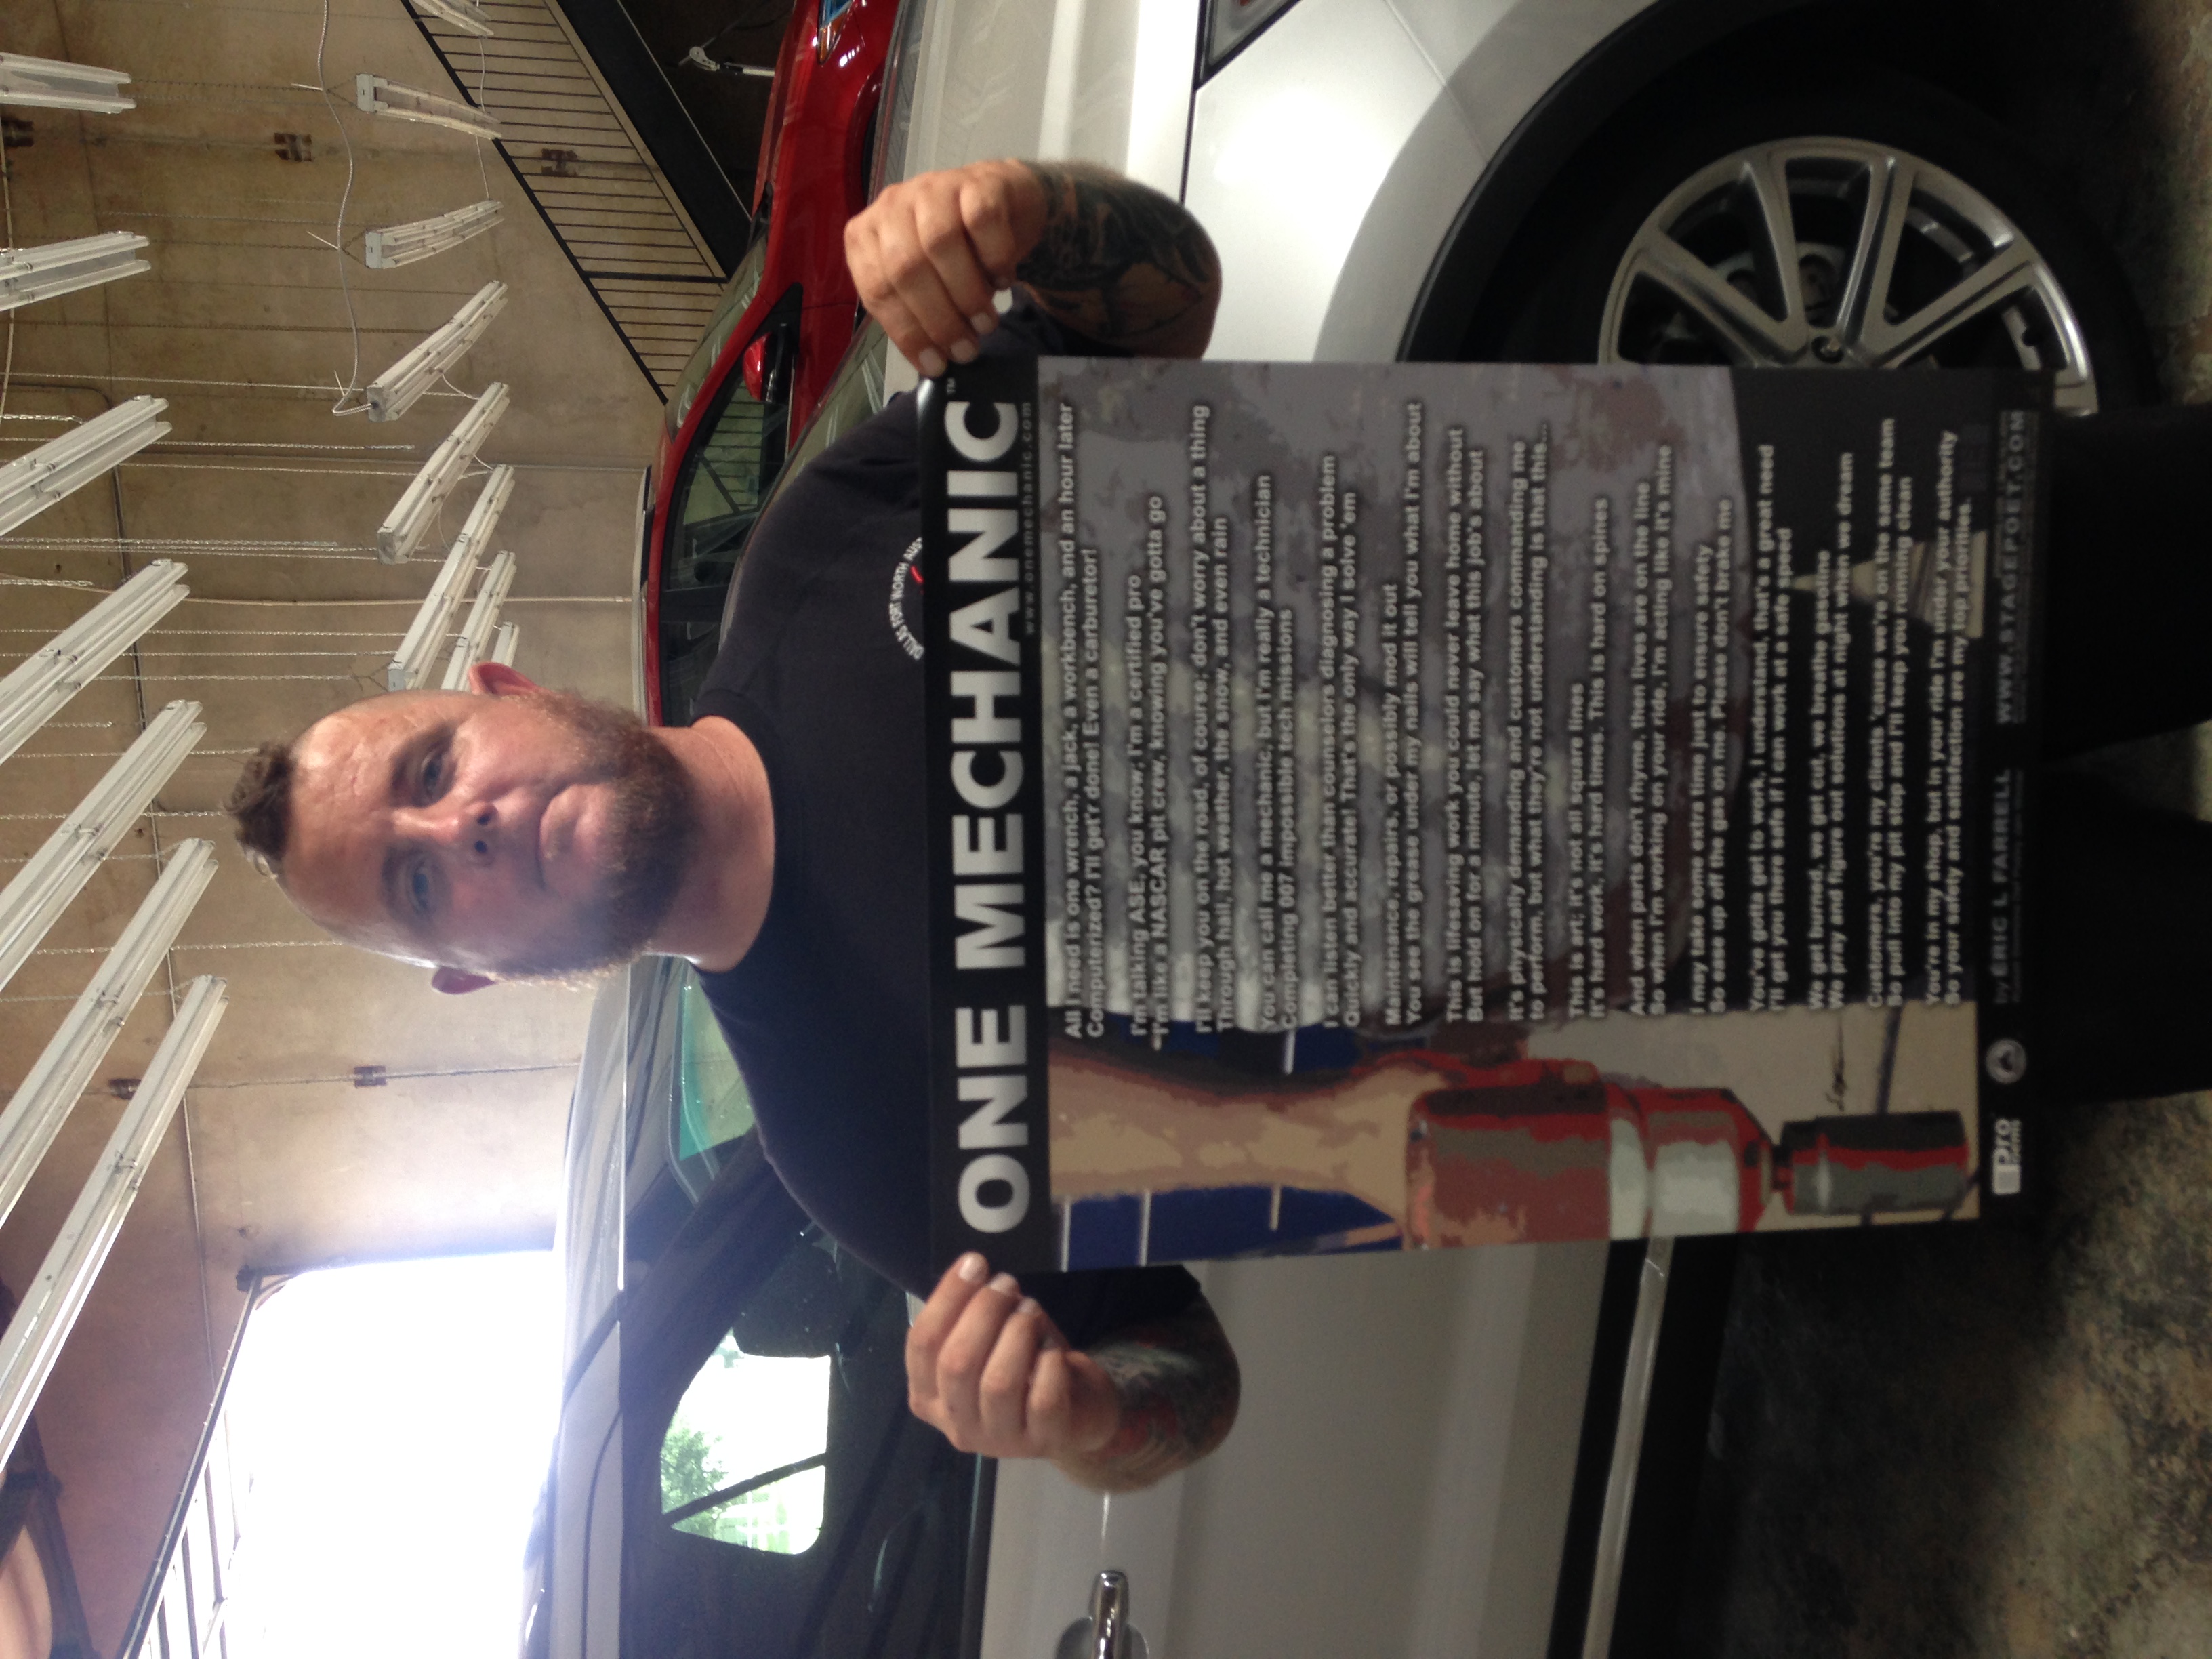 DALLAS FORT NORTH
ONE MECHANIC™
www.onemechanic.com
All I need is one wrench, a jack, a workbench, and an hour later
Computerized? I'll get'r done! Even a carburetor!
I'm talking ASE, you know; I'm a certified pro
I'm like a NASCAR pit crew, knowing you've gotta go
I'll keep you on the road, of course; don't worry about a thing
Through hail, hot weather, the snow, and even rain
You can call me a mechanic, but I'm really a technician
Completing 007 impossible tech missions
I can listen better than counselors diagnosing a problem
Quickly and accurate! That's the only way I solve 'em
Maintenance, repairs, or possibly mod it out
You see the grease under my nails will tell you what I'm about
This is lifesaving work you could never leave home without
But hold on for a minute, let me say what this job's about
It's physically demanding and customers commanding me
to perform, but what they're not understanding is that this...
This is art; it's not all square lines
It's hard work, it's hard times. This is hard on spines
And when parts don't rhyme, then lives are on the line
So when I'm working on your ride, I'm acting like it's mine
I may take some extra time just to ensure safety
So ease up off the gas on me. Please don't brake me
You've gotta get to work, I understand, that's a great need
I'll get you there safe if I can work at a safe speed
We get burned, we get cut, we breathe gasoline
We pray and figure out solutions at night when we dream
Customers, you're my clients 'cause we're on the same team
So pull into my pit stop and I'll keep you running clean
You're in my shop, but in your ride I'm under your authority
So your safety and satisfaction are my top priorities.
Pro
by ERIC L FARRELL
WWW.STAGEPOET.COM